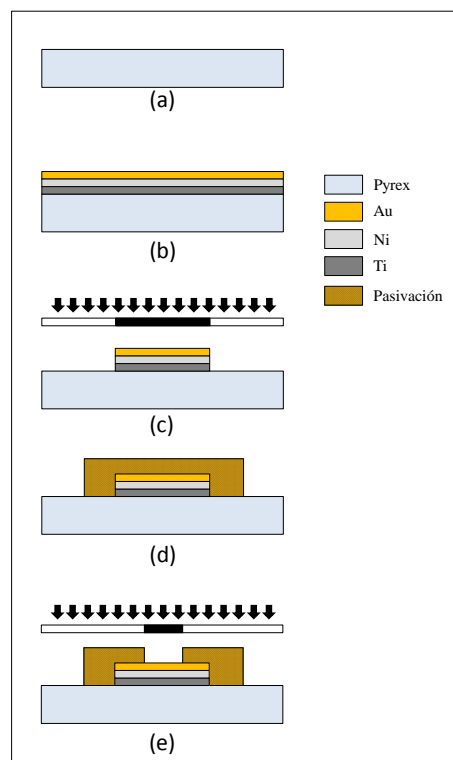 (a)
(b)
Pyrex
Au
Ni
Ti
Pasivación
(c)
(d)
(e)